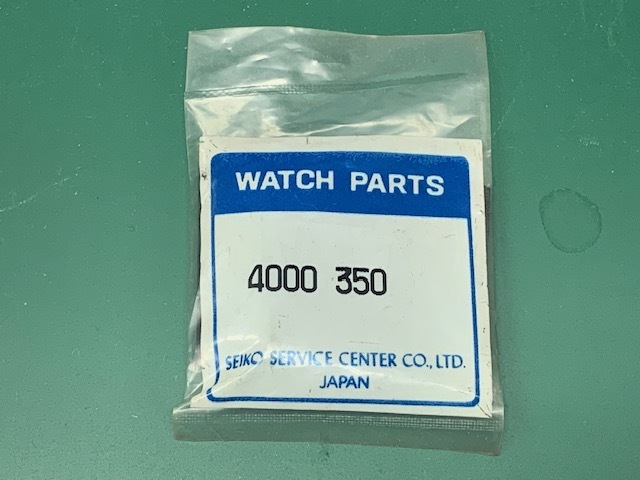 WATCH PARTS
4000 350
SEIKO SERVICE CENTER CO., LTD.
JAPAN